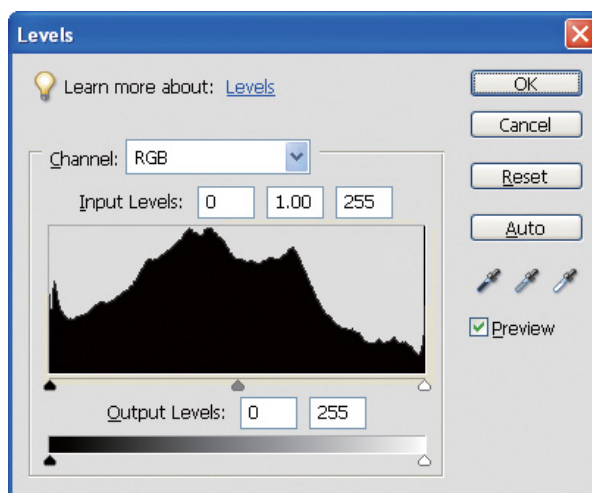 Levels
Learn more about: Levels
OK
Cancel
Channel: RGB
Reset
Input Levels: 0 1.00 255
Auto
Preview
Output Levels: 0 255